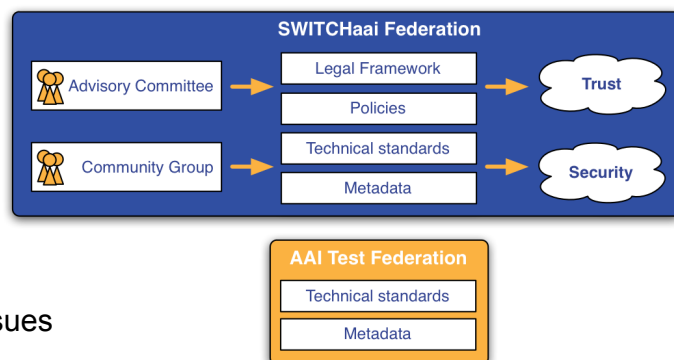 SWITCHaai Federation
Advisory Committee
Legal Framework
Policies
Trust
Community Group
Technical standards
Metadata
Security
AAI Test Federation
Technical standards
Metadata